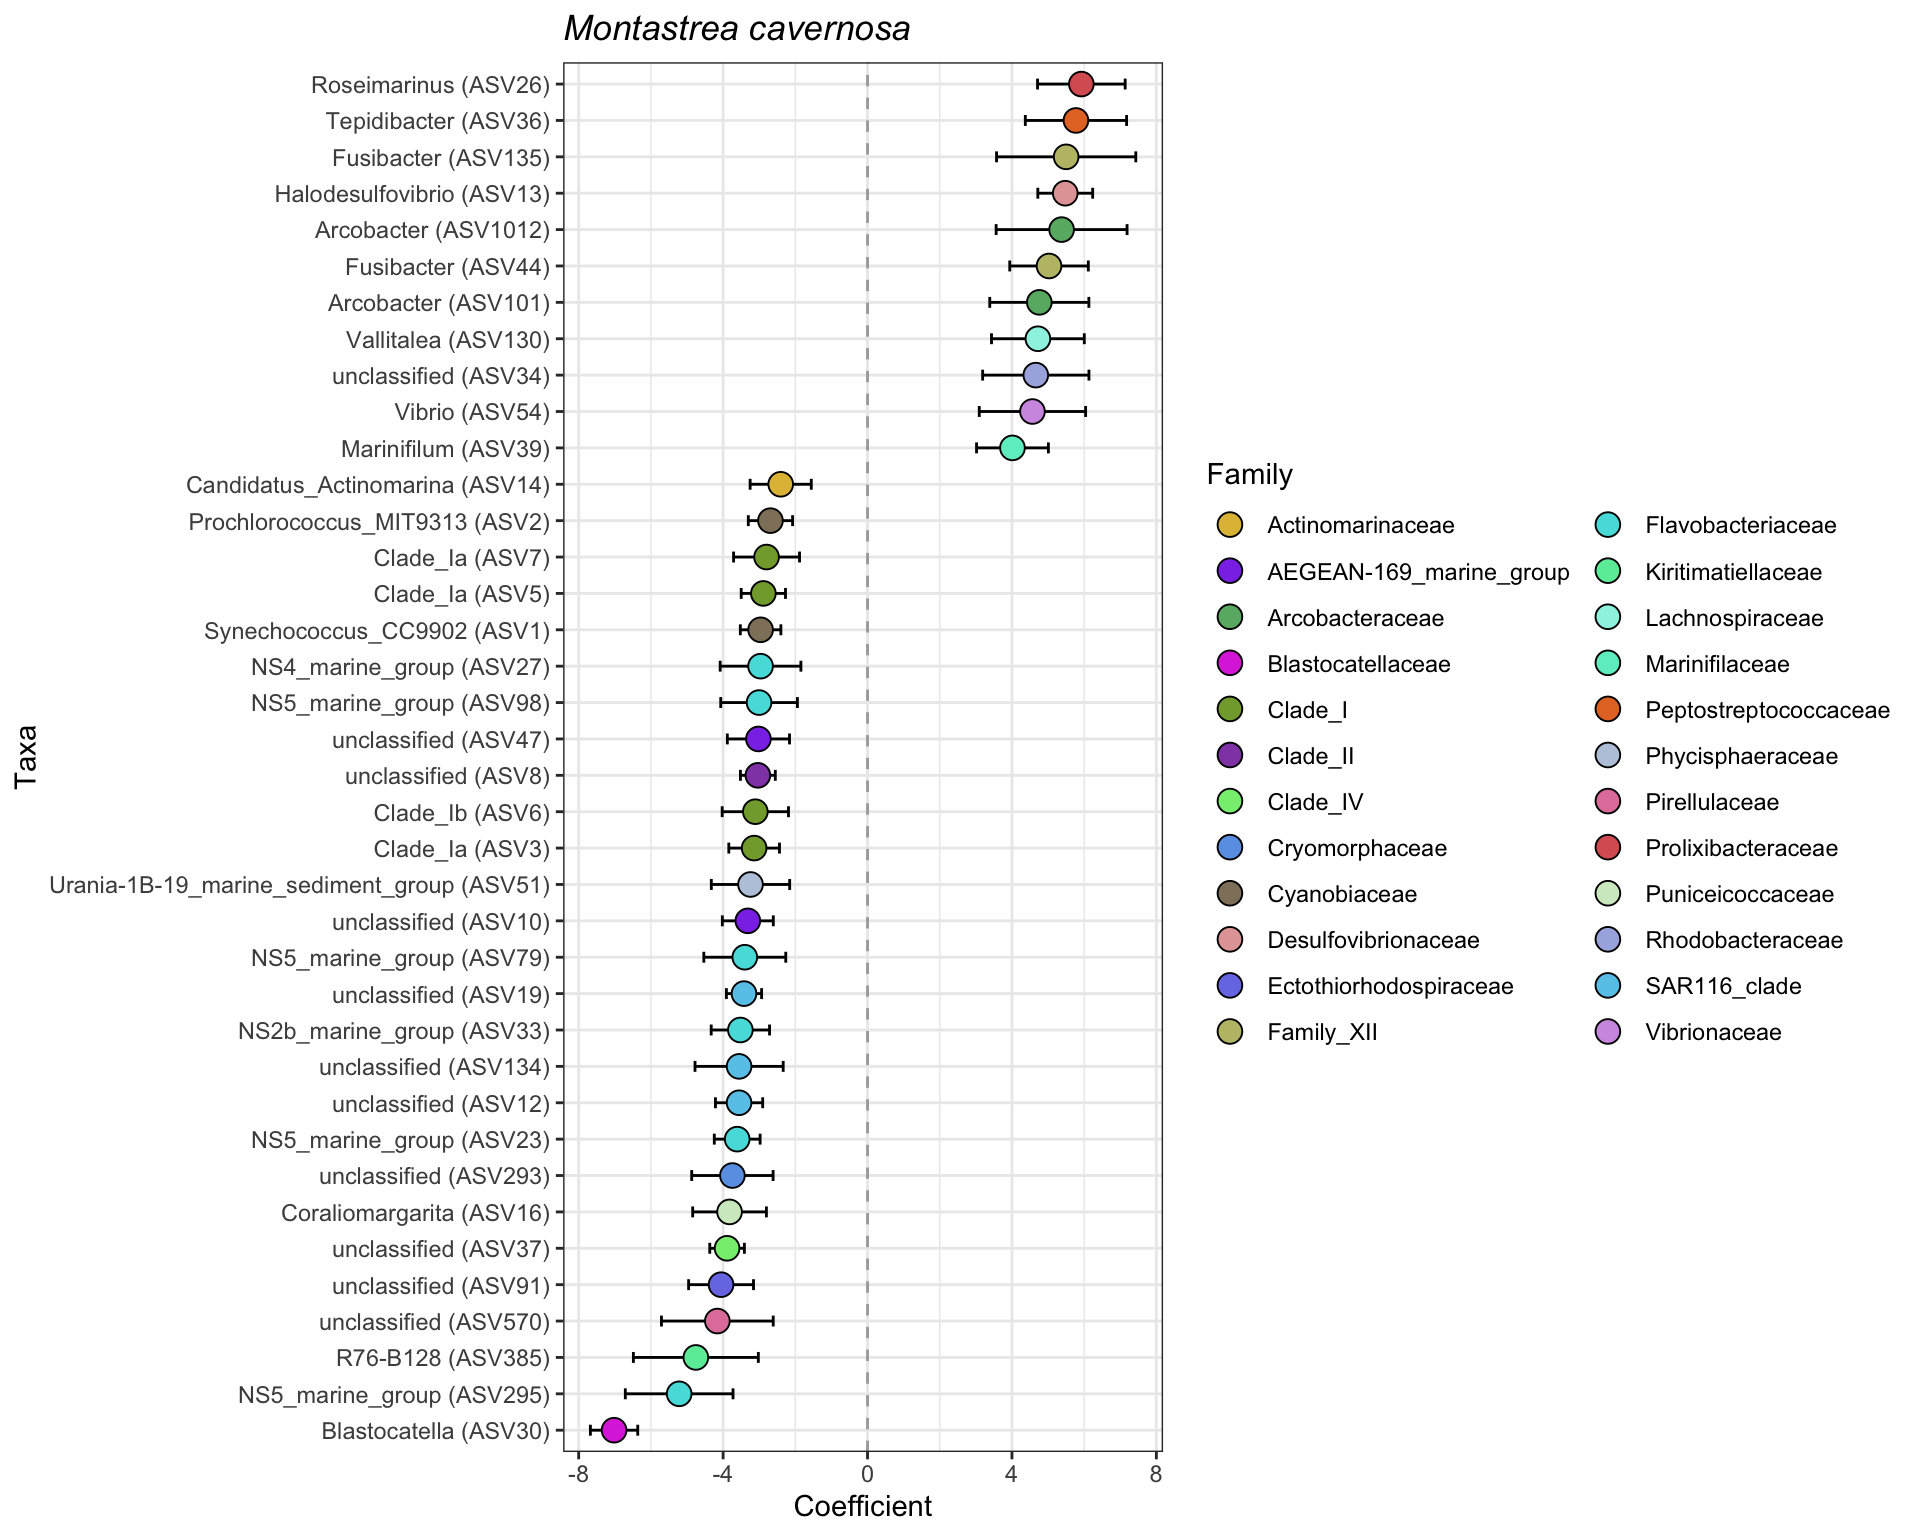 Montastrea cavernosa
Roseimarinus (ASV26)
Tepidibacter (ASV36)
Fusibacter (ASV135)
Halodesulfovibrio (ASV13)
Arcobacter (ASV1012)
Fusibacter (ASV44)
Arcobacter (ASV101)
Vallitalea (ASV130)
unclassified (ASV34)
Vibrio (ASV54)
Marinifilum (ASV39)
Candidatus_Actinomarina (ASV14)
Prochlorococcus_MIT9313 (ASV2)
Clade_Ia (ASV7)
Clade_Ia (ASV5)
Synechococcus_CC9902 (ASV1)
NS4_marine_group (ASV27)
NS5_marine_group (ASV98)
unclassified (ASV47)
unclassified (ASV8)
Clade_Ib (ASV6)
Clade_Ia (ASV3)
Urania-1B-19_marine_sediment_group (ASV51)
unclassified (ASV10)
NS5_marine_group (ASV79)
unclassified (ASV19)
NS2b_marine_group (ASV33)
unclassified (ASV134)
unclassified (ASV12)
NS5_marine_group (ASV23)
unclassified (ASV293)
Coraliomargarita (ASV16)
unclassified (ASV37)
unclassified (ASV91)
unclassified (ASV570)
R76-B128 (ASV385)
NS5_marine_group (ASV295)
Blastocatella (ASV30)
Taxa
-8 -4 0 4 8
Coefficient
Family
Actinomarinaceae
AEGEAN-169_marine_group
Arcobacteraceae
Blastocatellaceae
Clade_I
Clade_II
Clade_IV
Cryomorphaceae
Cyanobiaceae
Desulfovibrionaceae
Ectothiorhodospiraceae
Family_XII
Flavobacteriaceae
Kiritimatiellaceae
Lachnospiraceae
Marinifilaceae
Peptostreptococcaceae
Phycisphaeraceae
Pirellulaceae
Prolixibacteraceae
Puniceicoccaceae
Rhodobacteraceae
SAR116_clade
Vibrionaceae